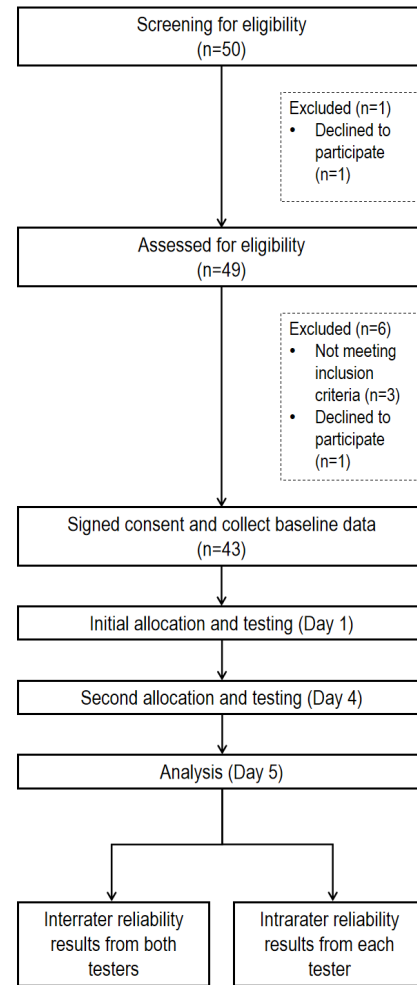 Screening for eligibility
(n=50)
Excluded (n=1)
• Declined to
participate
(n=1)
Assessed for eligibility
(n=49)
Excluded (n=6)
• Not meeting
inclusion
criteria (n=3)
• Declined to
participate
(n=1)
Signed consent and collect baseline data
(n=43)
Initial allocation and testing (Day 1)
Second allocation and testing (Day 4)
Analysis (Day 5)
Interrater reliability
results from both
testers
Intrarater reliability
results from each
tester